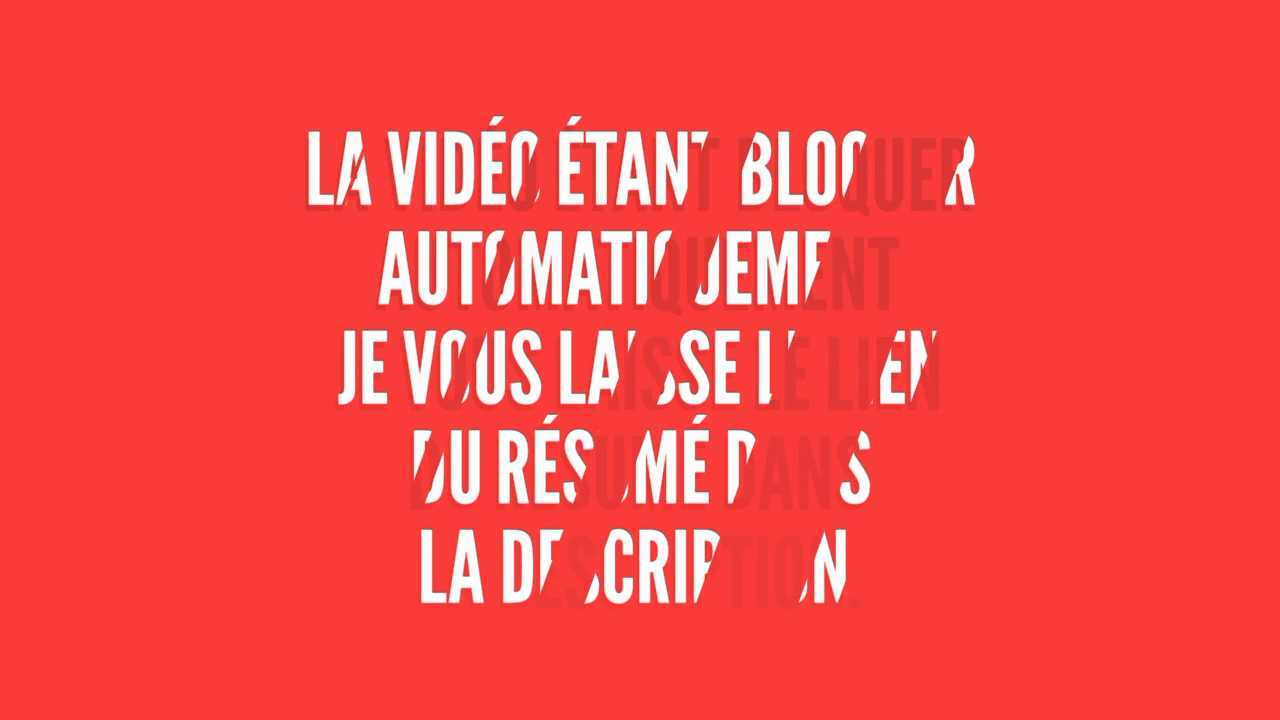 LA VIDÉO ÉTANT BLOQUER
AUTOMATIQUEMENT
JE VOUS LAISSE LE LIEN
DU RÉSUMÉ DANS
LA DESCRIPTION.